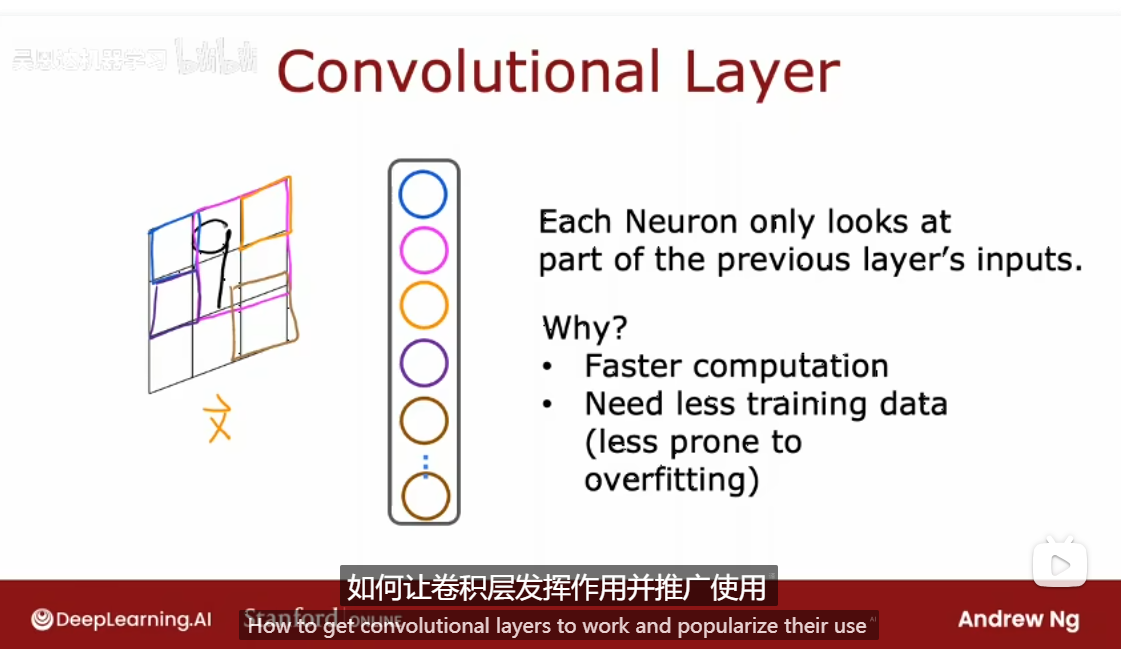 吴恩达机器学习 bilibili
Convolutional Layer
9
Each Neuron only looks at
part of the previous layer's inputs.
Why?
• Faster computation
• Need less training data
(less prone to
overfitting)
如何让卷积层发挥作用并推广使用
DeepLearning.AI Stanford ONLINE Andrew Ng
How to get convolutional layers to work and popularize their use
AI